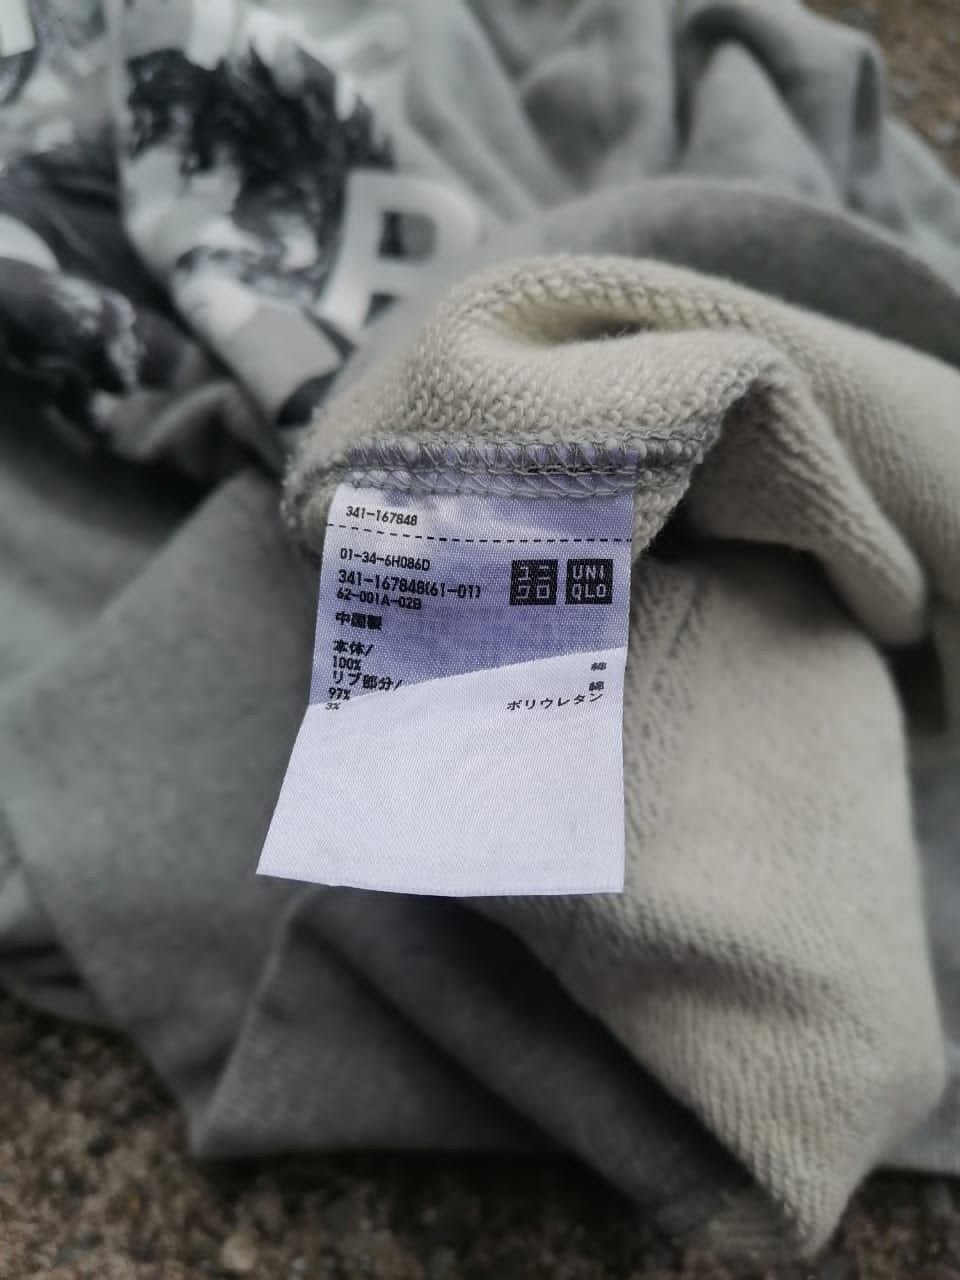 R
341-167848
01-34-6H086D
341-167848(61-01)
62-001A-02B
ユニ
クロ
UNI
QLO
中国製
本体/
100% 綿
リブ部分/
97% 綿
3% ポリウレタン